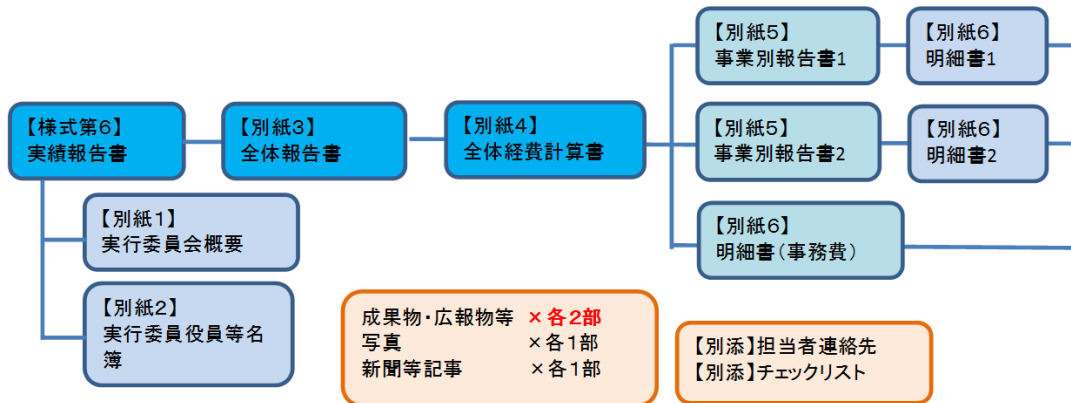 【様式第6】
実績報告書
【別紙1】
実行委員会概要
【別紙2】
実行委員役員等名
簿
【別紙3】
全体報告書
【別紙4】
全体経費計算書
【別紙5】
事業別報告書1
【別紙6】
明細書1
【別紙5】
事業別報告書2
【別紙6】
明細書2
【別紙6】
明細書(事務費)
成果物・広報物等 ×各2部
写真 ×各1部
新聞等記事 ×各1部
【別添】担当者連絡先
【別添】チェックリスト